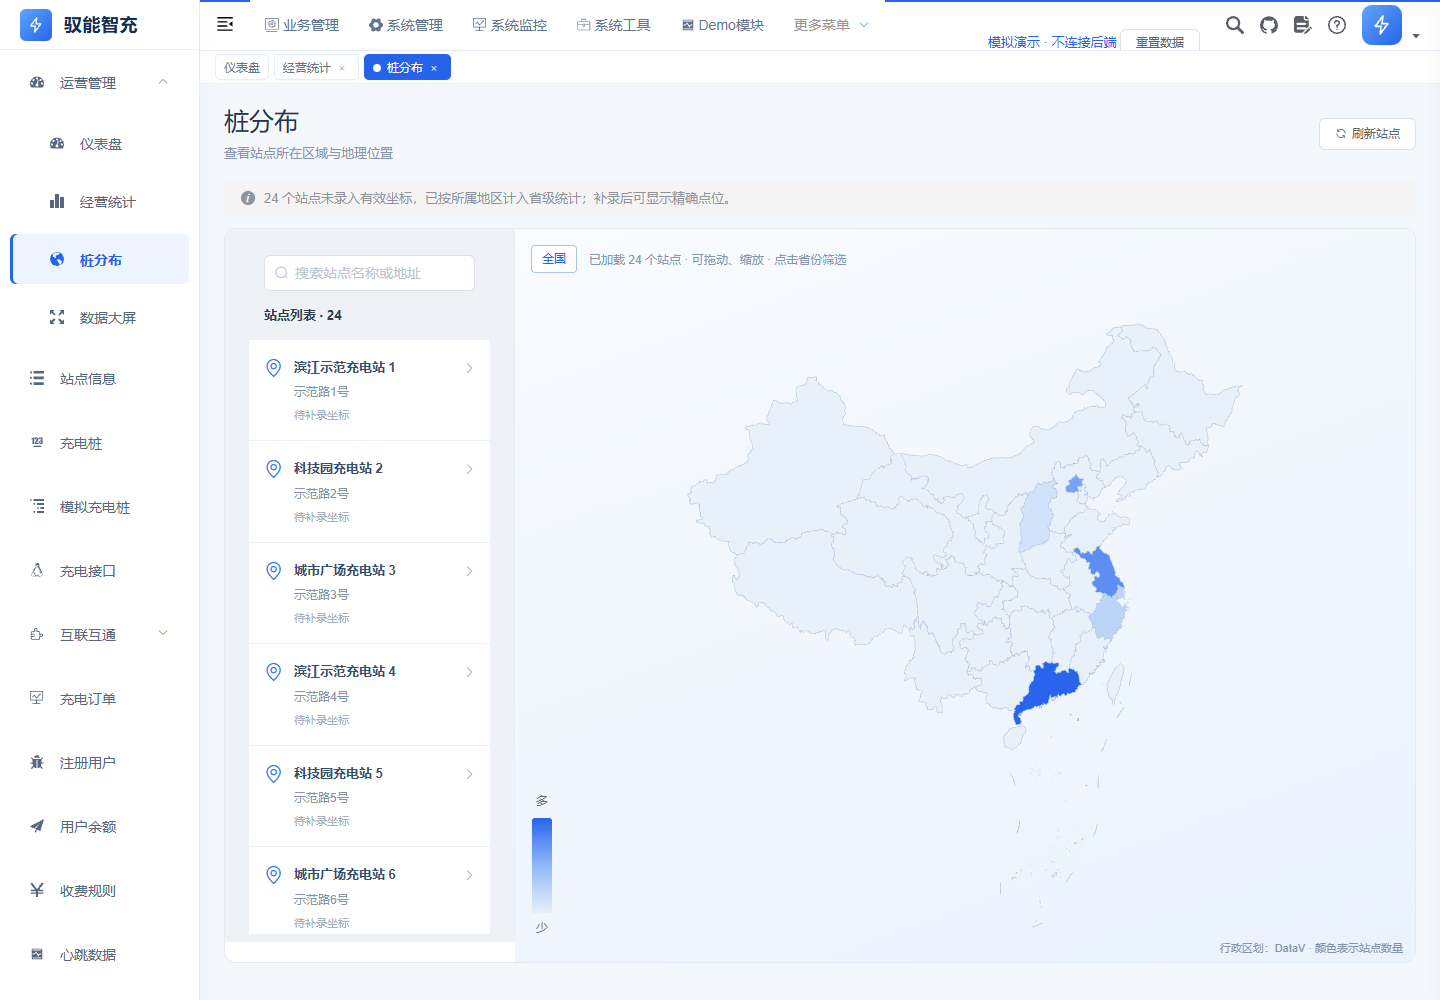 驭能智充
业务管理
系统管理
系统监控
系统工具
Demo模块
更多菜单
模拟演示 · 不连接后端
重置数据
仪表盘
经营统计 ×
桩分布 ×
运营管理
仪表盘
经营统计
桩分布
数据大屏
站点信息
充电桩
模拟充电桩
充电接口
互联互通
充电订单
注册用户
用户余额
收费规则
心跳数据
桩分布
查看站点所在区域与地理位置
刷新站点
24 个站点未录入有效坐标，已按所属地区计入省级统计；补录后可显示精确点位。
搜索站点名称或地址
站点列表 · 24
滨江示范充电站 1
示范路1号
待补录坐标
科技园充电站 2
示范路2号
待补录坐标
城市广场充电站 3
示范路3号
待补录坐标
滨江示范充电站 4
示范路4号
待补录坐标
科技园充电站 5
示范路5号
待补录坐标
城市广场充电站 6
示范路6号
待补录坐标
全国
已加载 24 个站点 · 可拖动、缩放 · 点击省份筛选
多
少
行政区划：DataV · 颜色表示站点数量